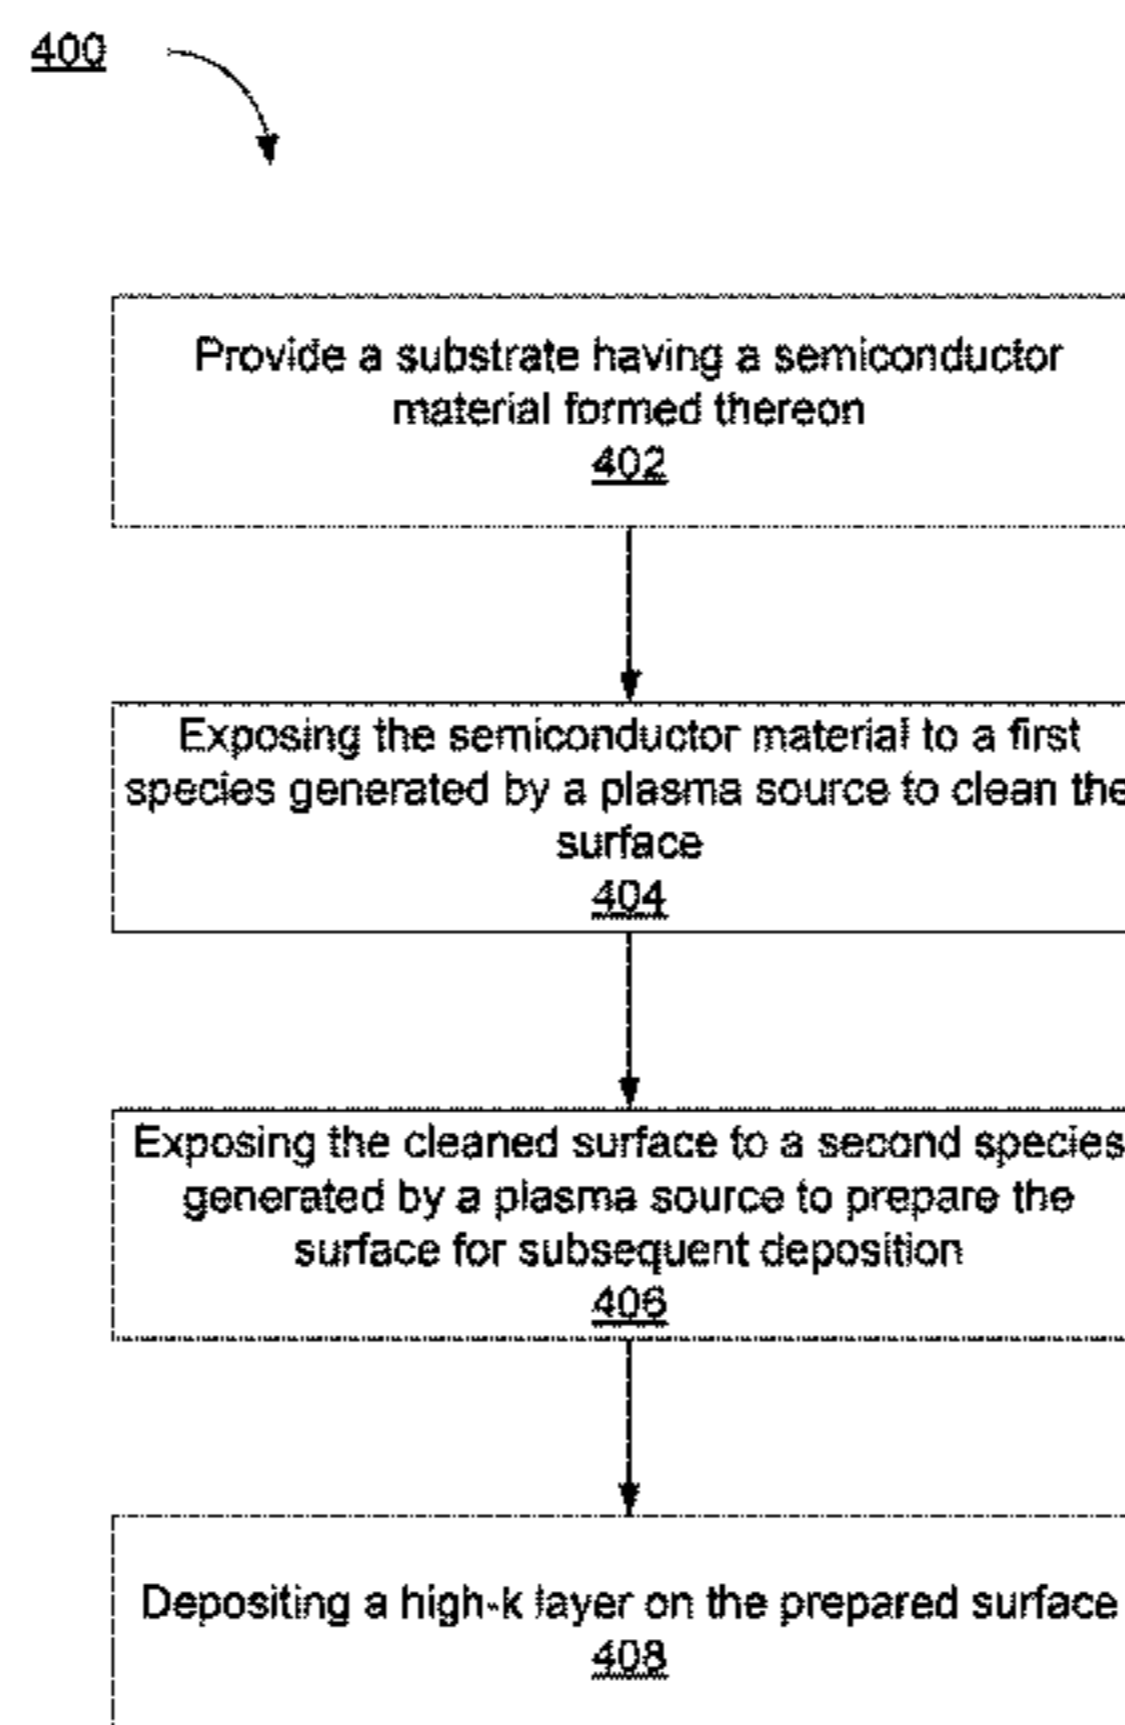 400
Provide a substrate having a semiconductor
material formed thereon
402
Exposing the semiconductor material to a first
species generated by a plasma source to clean the
surface
404
Exposing the cleaned surface to a second species
generated by a plasma source to prepare the
surface for subsequent deposition
406
Depositing a high-k layer on the prepared surface
408